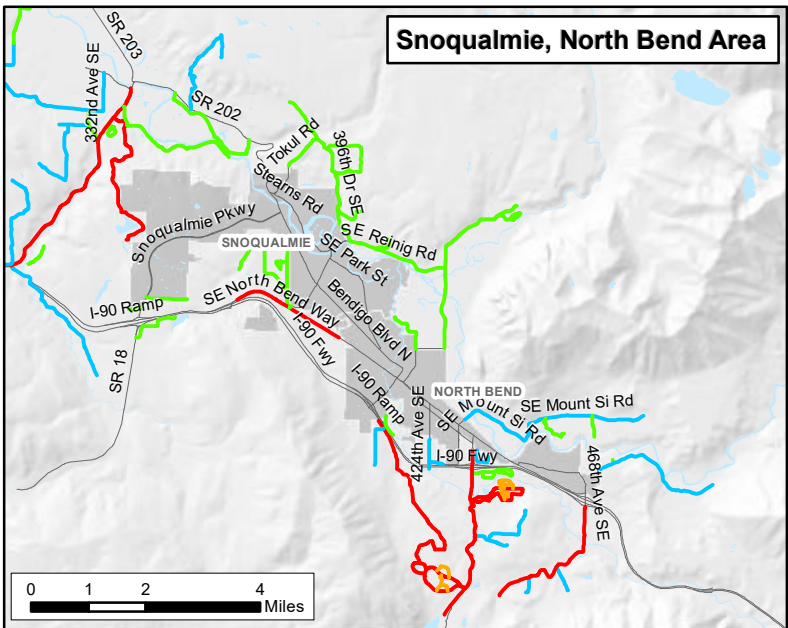 Snoqualmie, North Bend Area
SR 203
332nd Ave SE
SR 202
Tokul Rd
396th Dr SE
Stearns Rd
Snoqualmie Pkwy
SNOQUALMIE
SE Reinig Rd
SE Park St
I-90 Ramp
SE North Bend Way
Bendigo Blvd N
I-90 Fwy
SR 18
I-90 Ramp
NORTH BEND
424th Ave SE
SE Mount Si Rd
SE Mount Si Rd
I-90 Fwy
468th Ave SE
0 1 2 4
Miles